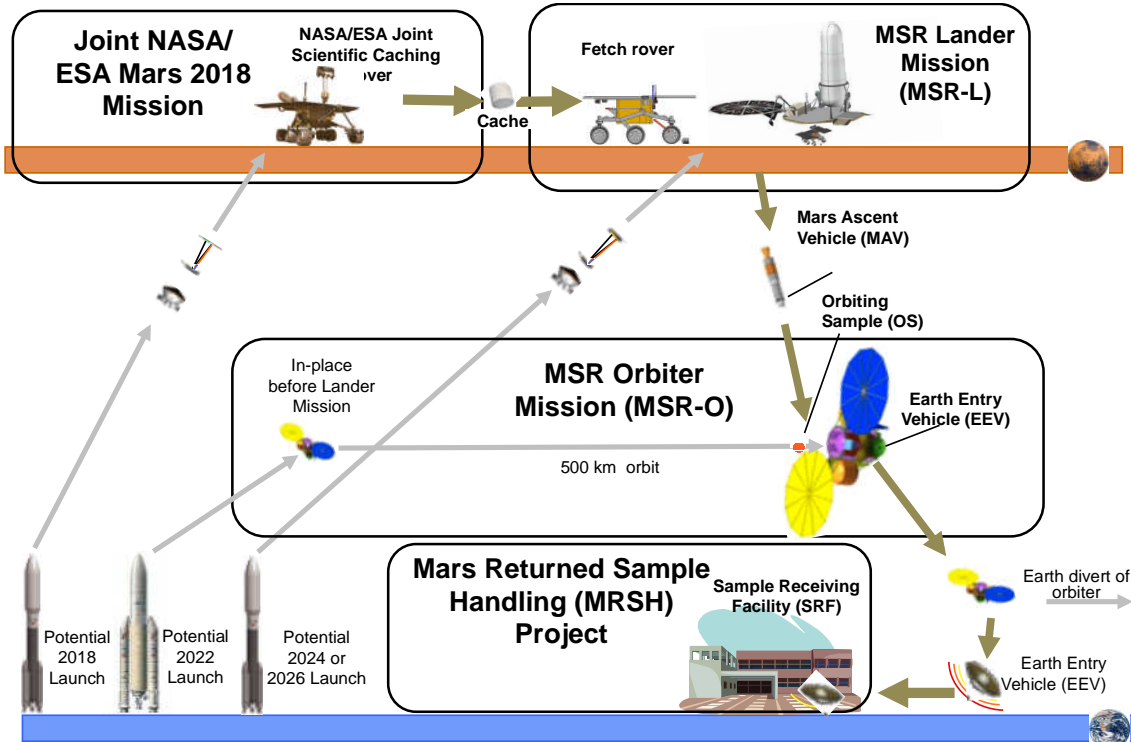 Joint NASA/
ESA Mars 2018
Mission
NASA/ESA Joint
Scientific Caching
over
Cache
Fetch rover
MSR Lander
Mission
(MSR-L)
Mars Ascent
Vehicle (MAV)
Orbiting
Sample (OS)
In-place
before Lander
Mission
MSR Orbiter
Mission (MSR-O)
Earth Entry
Vehicle (EEV)
500 km orbit
Mars Returned Sample
Handling (MRSH)
Project
Sample Receiving
Facility (SRF)
Earth divert of
orbiter
Potential
2018
Launch
Potential
2022
Launch
Potential
2024 or
2026 Launch
Earth Entry
Vehicle (EEV)